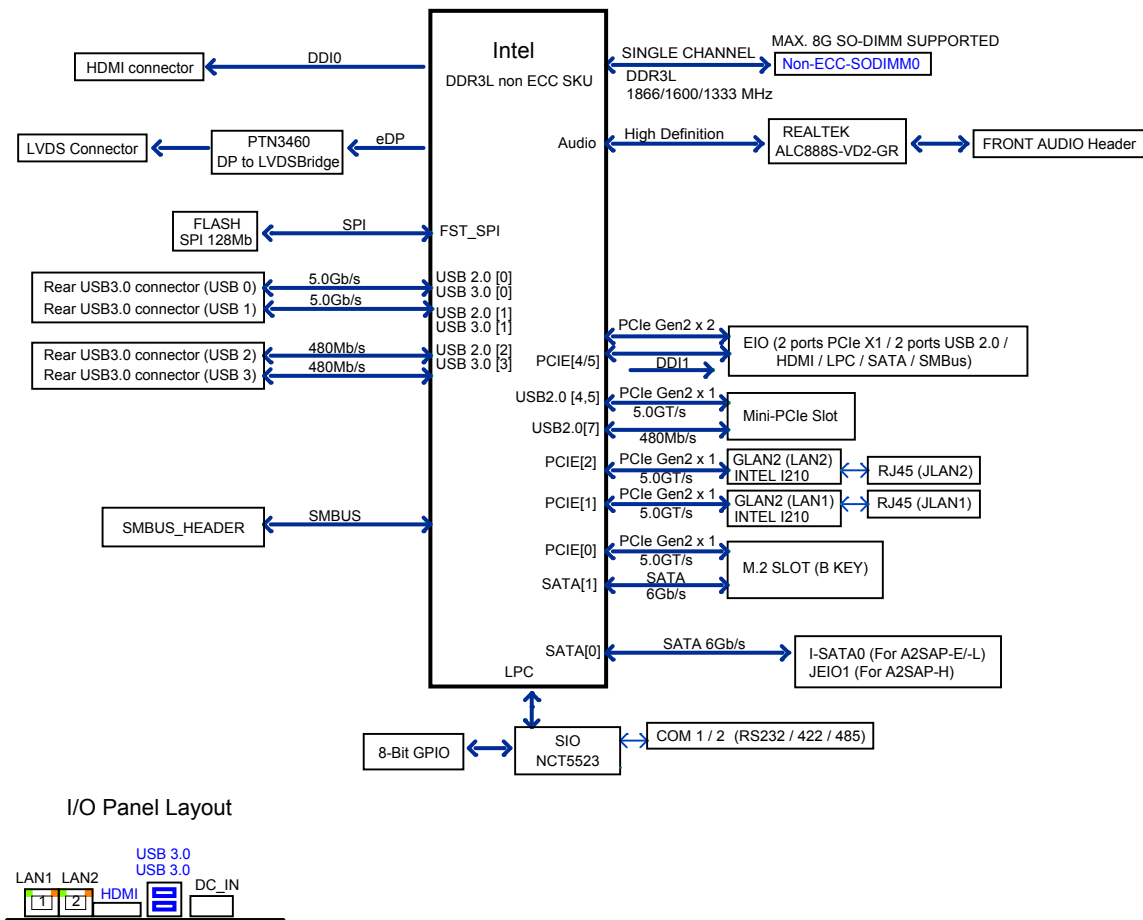 Intel
DDR3L non ECC SKU
HDMI connector
DDI0
SINGLE CHANNEL
DDR3L
1866/1600/1333 MHz
MAX. 8G SO-DIMM SUPPORTED
Non-ECC-SODIMM0
LVDS Connector
PTN3460
DP to LVDSBridge
eDP
Audio
High Definition
REALTEK
ALC888S-VD2-GR
FRONT AUDIO Header
FLASH
SPI 128Mb
SPI
FST_SPI
Rear USB3.0 connector (USB 0)
Rear USB3.0 connector (USB 1)
5.0Gb/s
5.0Gb/s
USB 2.0 [0]
USB 3.0 [0]
USB 2.0 [1]
USB 3.0 [1]
Rear USB3.0 connector (USB 2)
Rear USB3.0 connector (USB 3)
480Mb/s
480Mb/s
USB 2.0 [2]
USB 3.0 [3]
PCIE[4/5]
PCIe Gen2 x 2
DDI1
EIO (2 ports PCIe X1 / 2 ports USB 2.0 /
HDMI / LPC / SATA / SMBus)
USB2.0 [4,5]
PCIe Gen2 x 1
5.0GT/s
USB2.0[7]
480Mb/s
Mini-PCIe Slot
PCIE[2]
PCIe Gen2 x 1
5.0GT/s
GLAN2 (LAN2)
INTEL I210
RJ45 (JLAN2)
PCIE[1]
PCIe Gen2 x 1
5.0GT/s
GLAN2 (LAN1)
INTEL I210
RJ45 (JLAN1)
SMBUS_HEADER
SMBUS
PCIE[0]
PCIe Gen2 x 1
5.0GT/s
SATA[1]
SATA
6Gb/s
M.2 SLOT (B KEY)
SATA[0]
SATA 6Gb/s
I-SATA0 (For A2SAP-E/-L)
JEIO1 (For A2SAP-H)
LPC
8-Bit GPIO
SIO
NCT5523
COM 1 / 2 (RS232 / 422 / 485)
I/O Panel Layout
USB 3.0
USB 3.0
LAN1 LAN2
HDMI
DC_IN
1
2